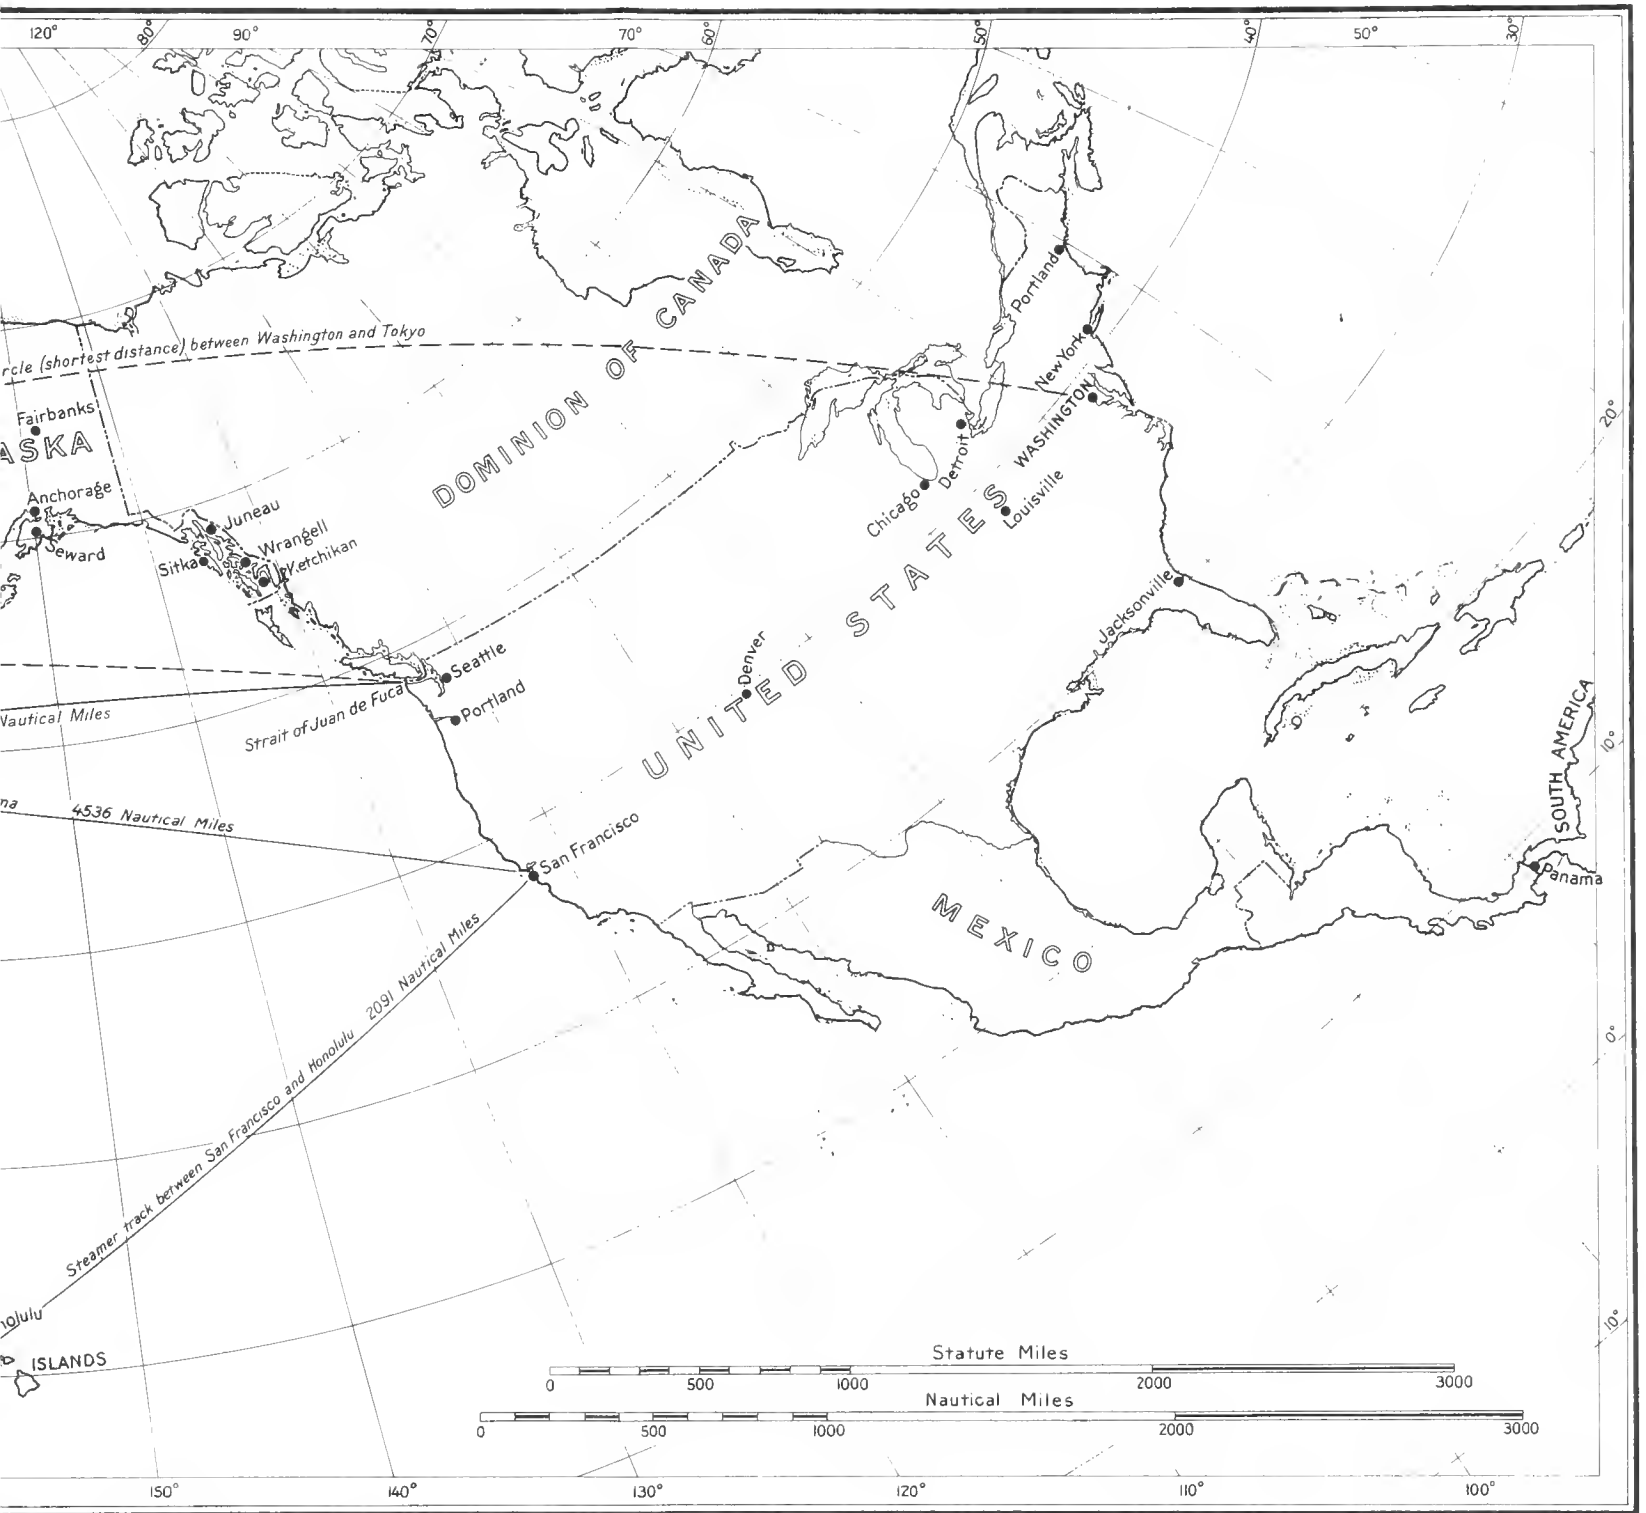 120°
80°
90°
70°
70°
60°
50°
40°
50°
30°
DOMINION OF CANADA
rcle (shortest distance) between Washington and Tokyo
Portland
New York
WASHINGTON
Fairbanks
ASKA
20°
Anchorage
Seward
Juneau
Wrangell
Sitka
Ketchikan
Chicago
Detroit
Louisville
UNITED STATES
Jacksonville
Denver
Seattle
Portland
Strait of Juan de Fuca
Nautical Miles
SOUTH AMERICA
10°
na 4536 Nautical Miles
San Francisco
Panama
MEXICO
0°
Steamer track between San Francisco and Honolulu 2091 Nautical Miles
nolulu
ISLANDS
10°
Statute Miles
0 500 1000 2000 3000
Nautical Miles
0 500 1000 2000 3000
150° 140° 130° 120° 110° 100°